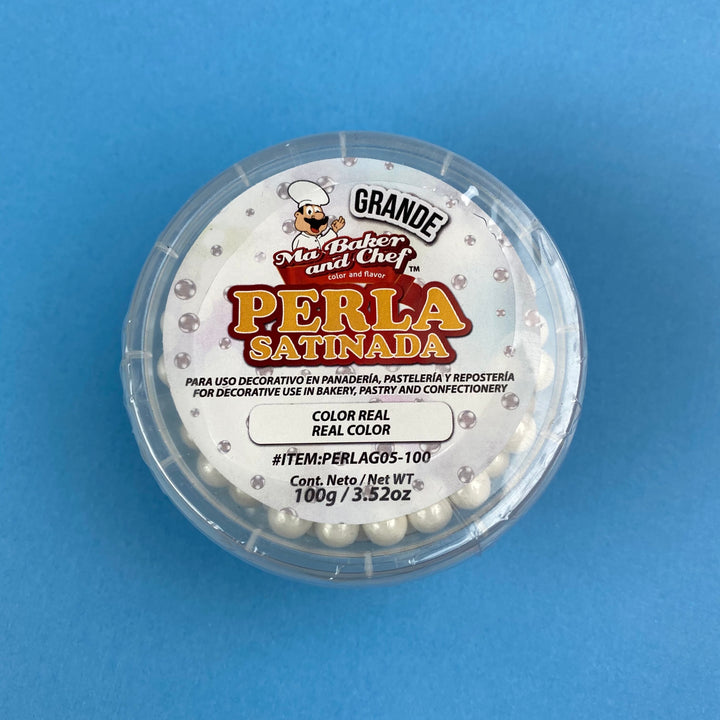 GRANDE
Ma Baker
and Chef™
color and flavor
PERLA
SATINADA
PARA USO DECORATIVO EN PANADERÍA, PASTELERÍA Y REPOSTERÍA
FOR DECORATIVE USE IN BAKERY, PASTRY AND CONFECTIONERY
COLOR REAL
REAL COLOR
#ITEM:PERLAG05-100
Cont. Neto / Net WT
100g / 3.52oz